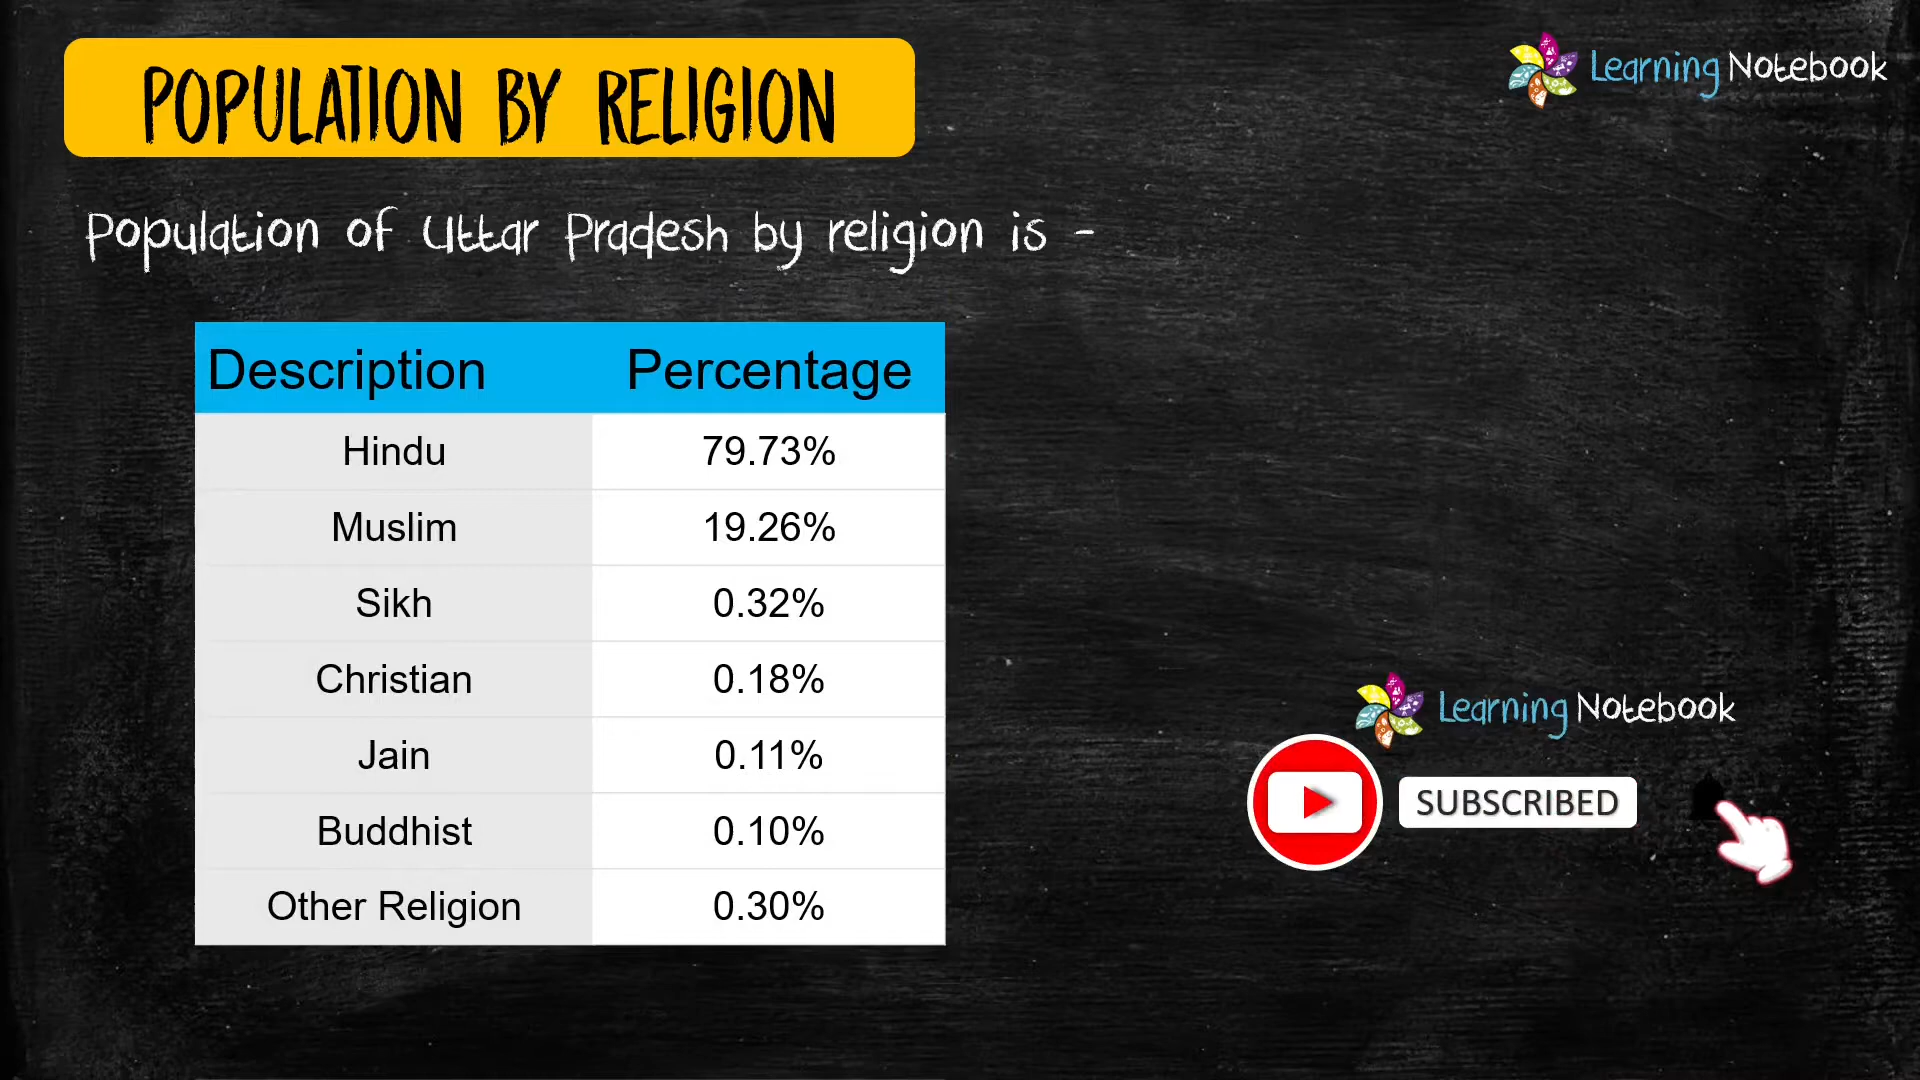 POPULATION BY RELIGION
Learning Notebook
Population of Uttar Pradesh by religion is -
Description Percentage
Hindu 79.73%
Muslim 19.26%
Sikh 0.32%
Christian 0.18%
Jain 0.11%
Buddhist 0.10%
Other Religion 0.30%
Learning Notebook
SUBSCRIBED